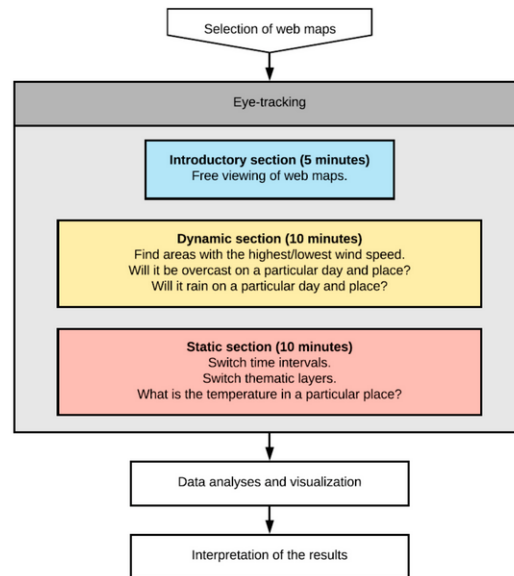 Selection of web maps
Eye-tracking
Introductory section (5 minutes)
Free viewing of web maps.
Dynamic section (10 minutes)
Find areas with the highest/lowest wind speed.
Will it be overcast on a particular day and place?
Will it rain on a particular day and place?
Static section (10 minutes)
Switch time intervals.
Switch thematic layers.
What is the temperature in a particular place?
Data analyses and visualization
Interpretation of the results